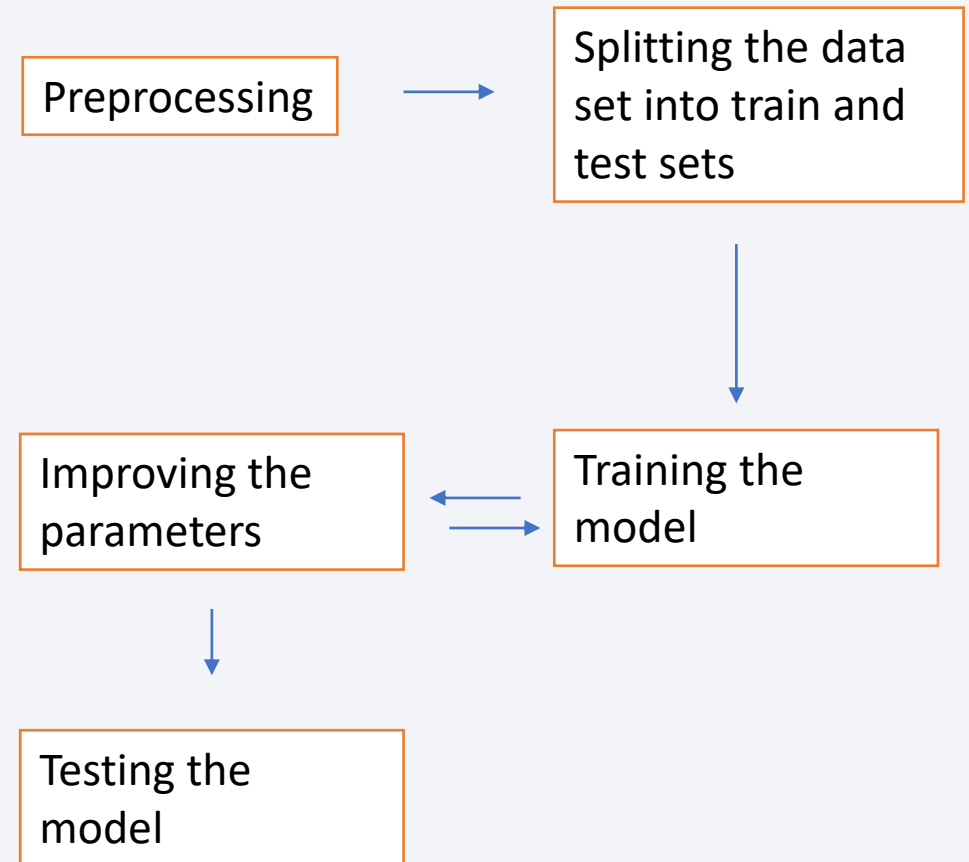 Preprocessing
Splitting the data
set into train and
test sets
Improving the
parameters
Training the
model
Testing the
model